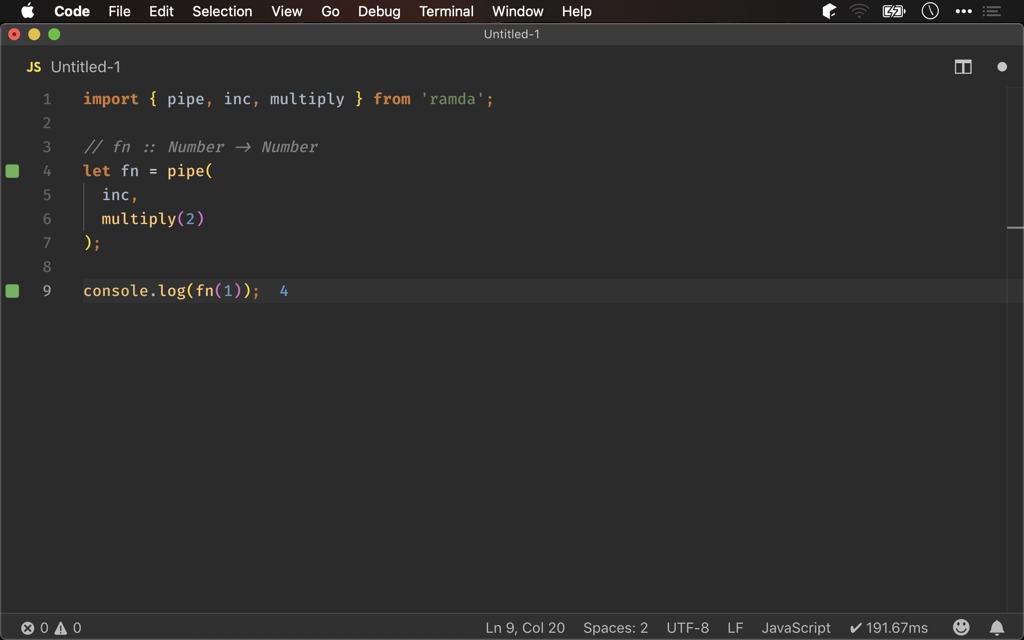 Code File Edit Selection View Go Debug Terminal Window Help
Untitled-1
JS Untitled-1
1 import { pipe, inc, multiply } from 'ramda';
2
3 // fn :: Number → Number
4 let fn = pipe(
5 inc,
6 multiply(2)
7 );
8
9 console.log(fn(1)); 4
0 0 Ln 9, Col 20 Spaces: 2 UTF-8 LF JavaScript ✔ 191.67ms